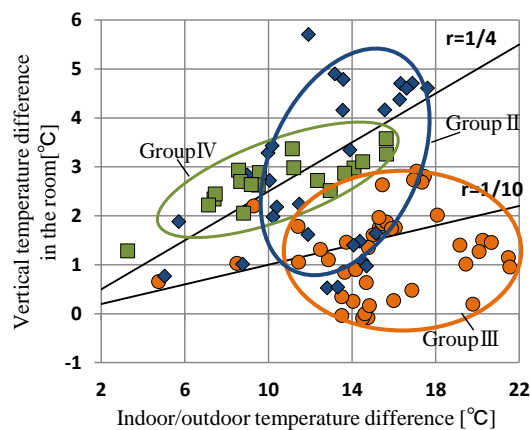 Vertical temperature difference
in the room[℃]
6
5
4
3
2
1
0
-1
r=1/4
Group Ⅱ
GroupⅣ
r=1/10
GroupⅢ
2 6 10 14 18 22
Indoor/outdoor temperature difference [℃]